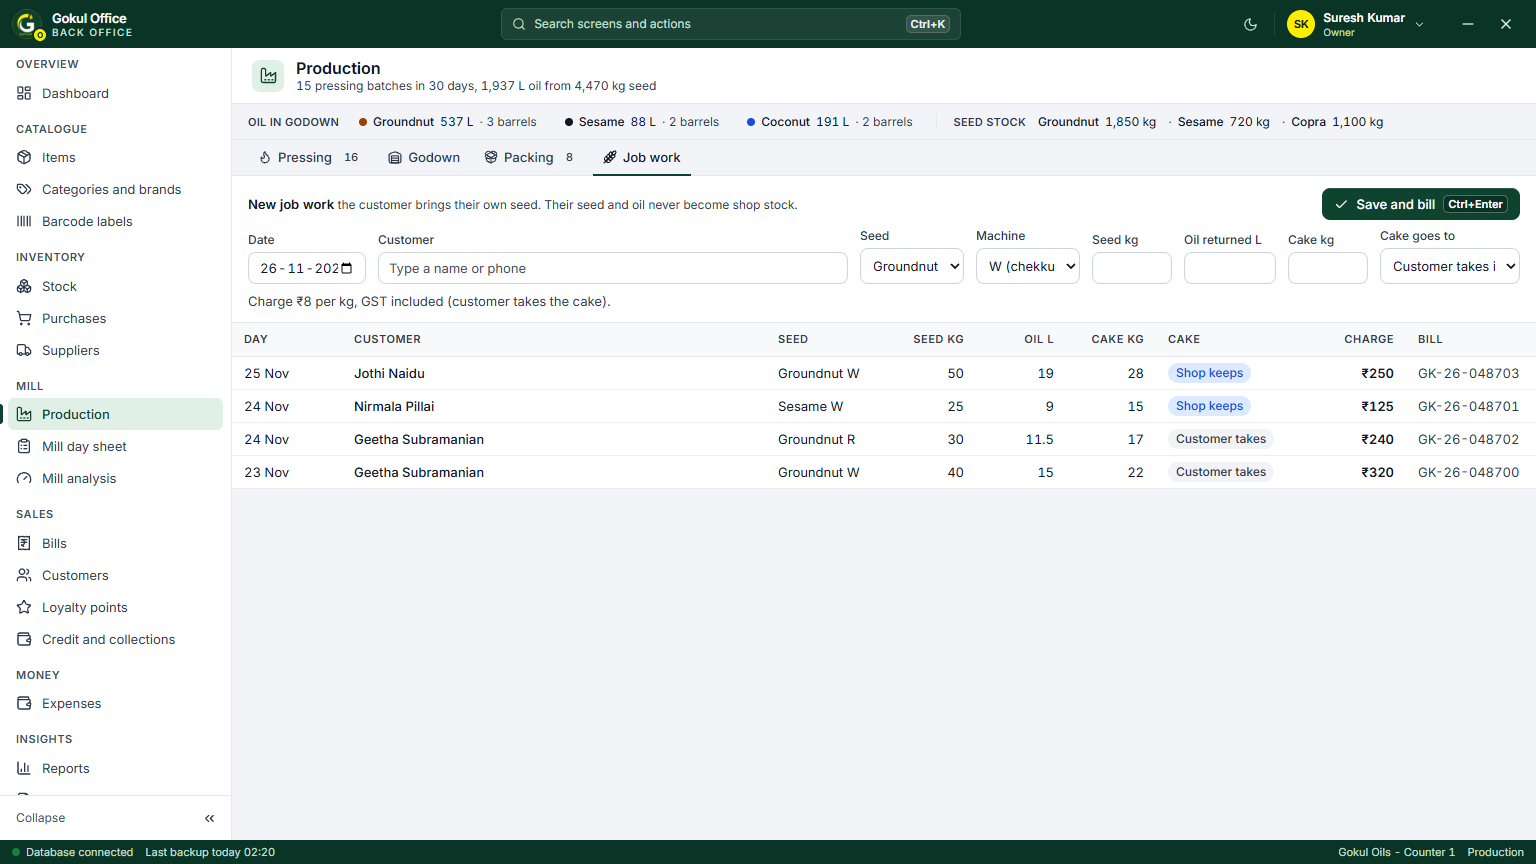 Gokul Office
BACK OFFICE
Search screens and actions Ctrl+K
SK Suresh Kumar
Owner
OVERVIEW
Dashboard
CATALOGUE
Items
Categories and brands
Barcode labels
INVENTORY
Stock
Purchases
Suppliers
MILL
Production
Mill day sheet
Mill analysis
SALES
Bills
Customers
Loyalty points
Credit and collections
MONEY
Expenses
INSIGHTS
Reports
Collapse
Production
15 pressing batches in 30 days, 1,937 L oil from 4,470 kg seed
OIL IN GODOWN Groundnut 537 L · 3 barrels Sesame 88 L · 2 barrels Coconut 191 L · 2 barrels SEED STOCK Groundnut 1,850 kg · Sesame 720 kg · Copra 1,100 kg
Pressing 16 Godown Packing 8 Job work
New job work the customer brings their own seed. Their seed and oil never become shop stock.
Save and bill Ctrl+Enter
Date Customer Seed Machine Seed kg Oil returned L Cake kg Cake goes to
26-11-202 Type a name or phone Groundnut W (chekku Customer takes i
Charge ₹8 per kg, GST included (customer takes the cake).
DAY CUSTOMER SEED SEED KG OIL L CAKE KG CAKE CHARGE BILL
25 Nov Jothi Naidu Groundnut W 50 19 28 Shop keeps ₹250 GK-26-048703
24 Nov Nirmala Pillai Sesame W 25 9 15 Shop keeps ₹125 GK-26-048701
24 Nov Geetha Subramanian Groundnut R 30 11.5 17 Customer takes ₹240 GK-26-048702
23 Nov Geetha Subramanian Groundnut W 40 15 22 Customer takes ₹320 GK-26-048700
Database connected Last backup today 02:20
Gokul Oils - Counter 1 Production